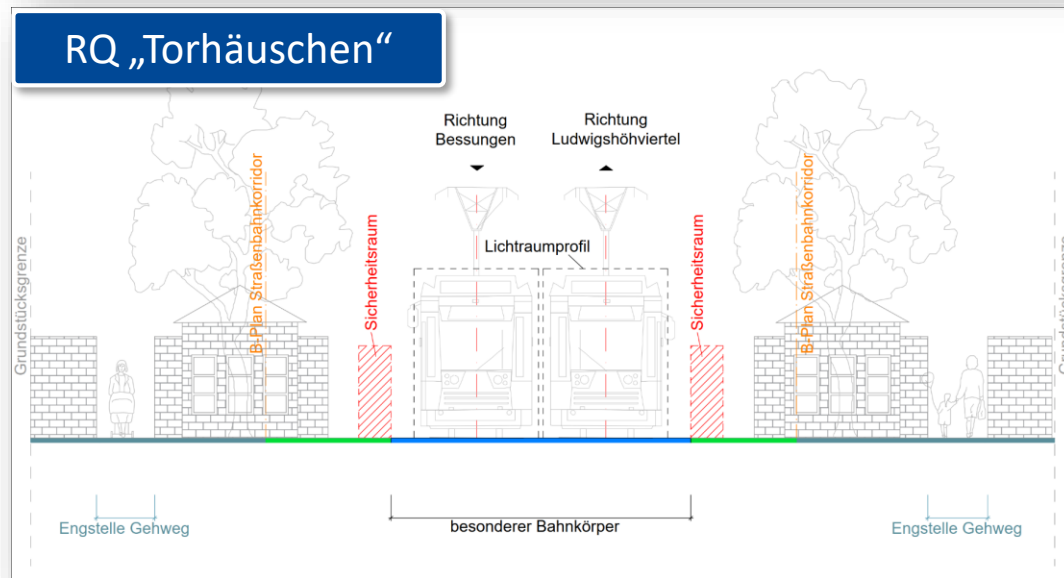 RQ „Torhäuschen“
Richtung
Bessungen
Richtung
Ludwigshöhviertel
Grundstücksgrenze
B-Plan Straßenbahnkorridor
Sicherheitsraum
Lichtraumprofil
Sicherheitsraum
B-Plan Straßenbahnkorridor
Grundstücksgrenze
Engstelle Gehweg
besonderer Bahnkörper
Engstelle Gehweg